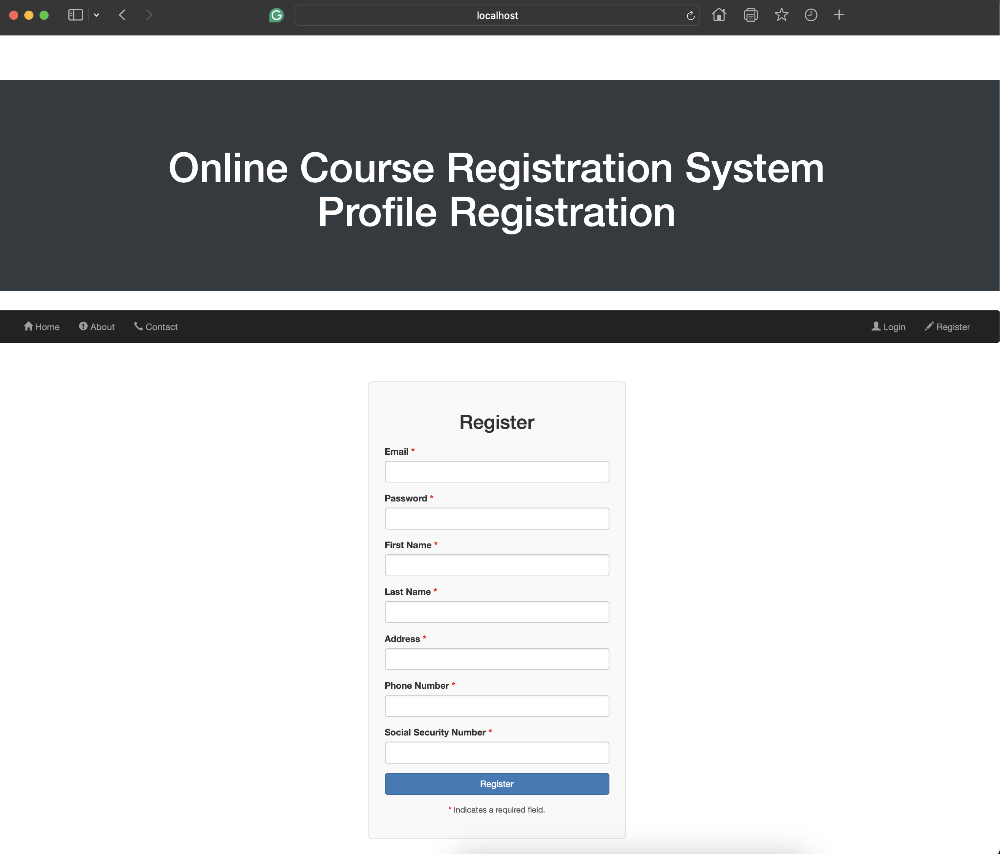 localhost
Online Course Registration System
Profile Registration
Home About Contact Login Register
Register
Email *
Password *
First Name *
Last Name *
Address *
Phone Number *
Social Security Number *
Register
* Indicates a required field.